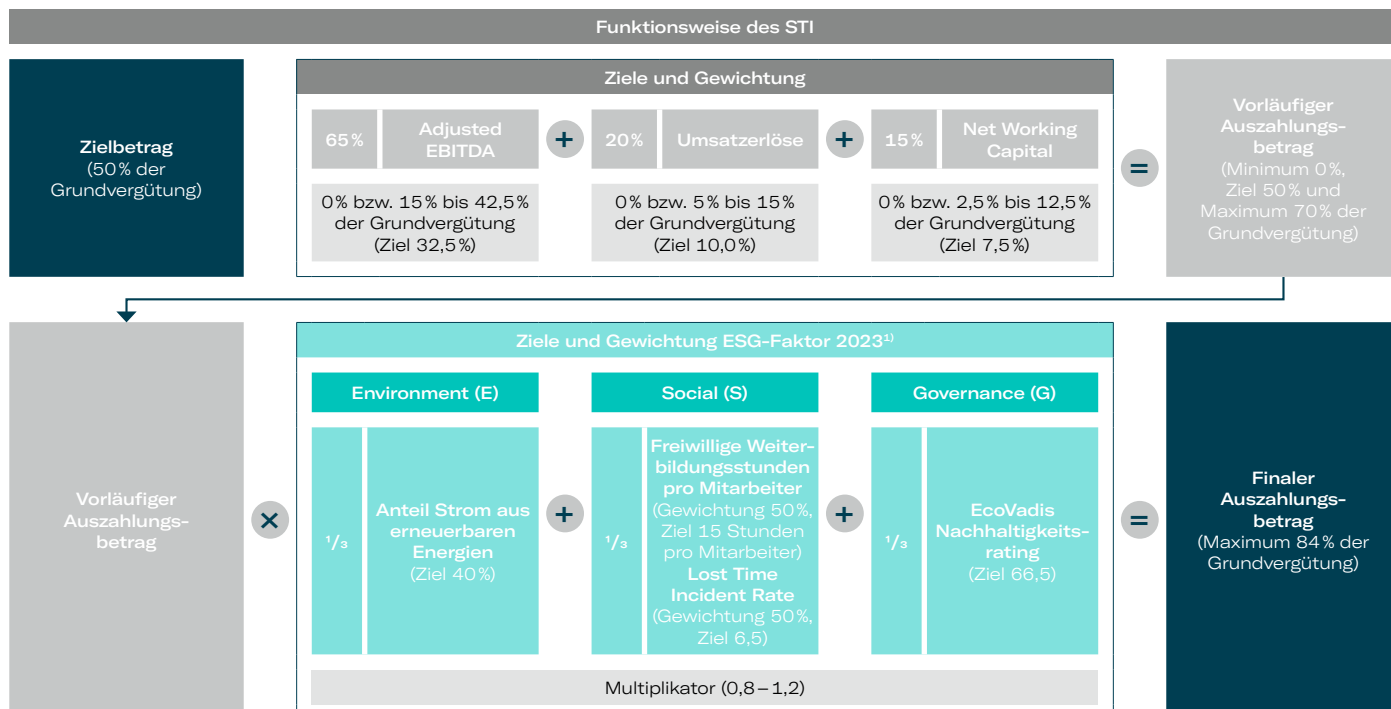 Funktionsweise des STI
Zielbetrag
(50 % der
Grundvergütung)
Ziele und Gewichtung
65%
Adjusted
EBITDA
+
20%
Umsatzerlöse
+
15%
Net Working
Capital
0 % bzw. 15 % bis 42,5 %
der Grundvergütung
(Ziel 32,5 %)
0 % bzw. 5 % bis 15 %
der Grundvergütung
(Ziel 10,0 %)
0 % bzw. 2,5 % bis 12,5 %
der Grundvergütung
(Ziel 7,5 %)
=
Vorläufiger
Auszahlungs-
betrag
(Minimum 0 %,
Ziel 50 % und
Maximum 70 % der
Grundvergütung)
Vorläufiger
Auszahlungs-
betrag
×
Ziele und Gewichtung ESG-Faktor 2023¹⁾
Environment (E)
¹/₃
Anteil Strom aus
erneuerbaren
Energien
(Ziel 40 %)
+
Social (S)
¹/₃
Freiwillige Weiter-
bildungsstunden
pro Mitarbeiter
(Gewichtung 50 %,
Ziel 15 Stunden
pro Mitarbeiter)
Lost Time
Incident Rate
(Gewichtung 50 %,
Ziel 6,5)
+
Governance (G)
¹/₃
EcoVadis
Nachhaltigkeits-
rating
(Ziel 66,5)
Multiplikator (0,8 – 1,2)
=
Finaler
Auszahlungs-
betrag
(Maximum 84 % der
Grundvergütung)